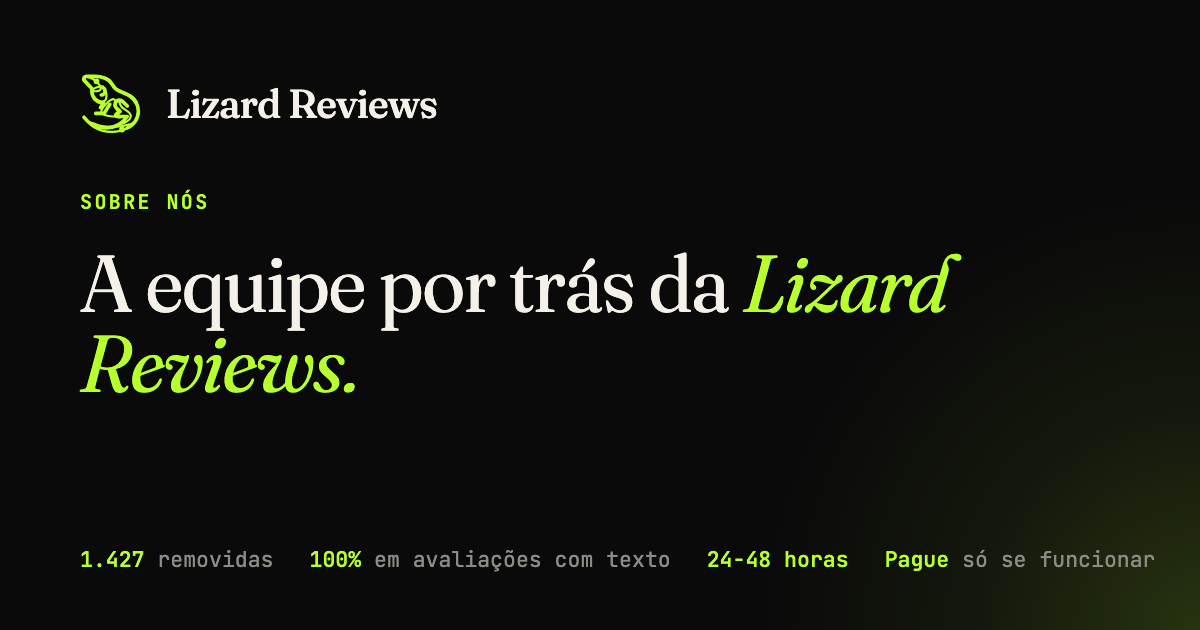 Lizard Reviews
SOBRE NÓS
A equipe por trás da Lizard
Reviews.
1.427 removidas 100% em avaliações com texto 24-48 horas Pague só se funcionar